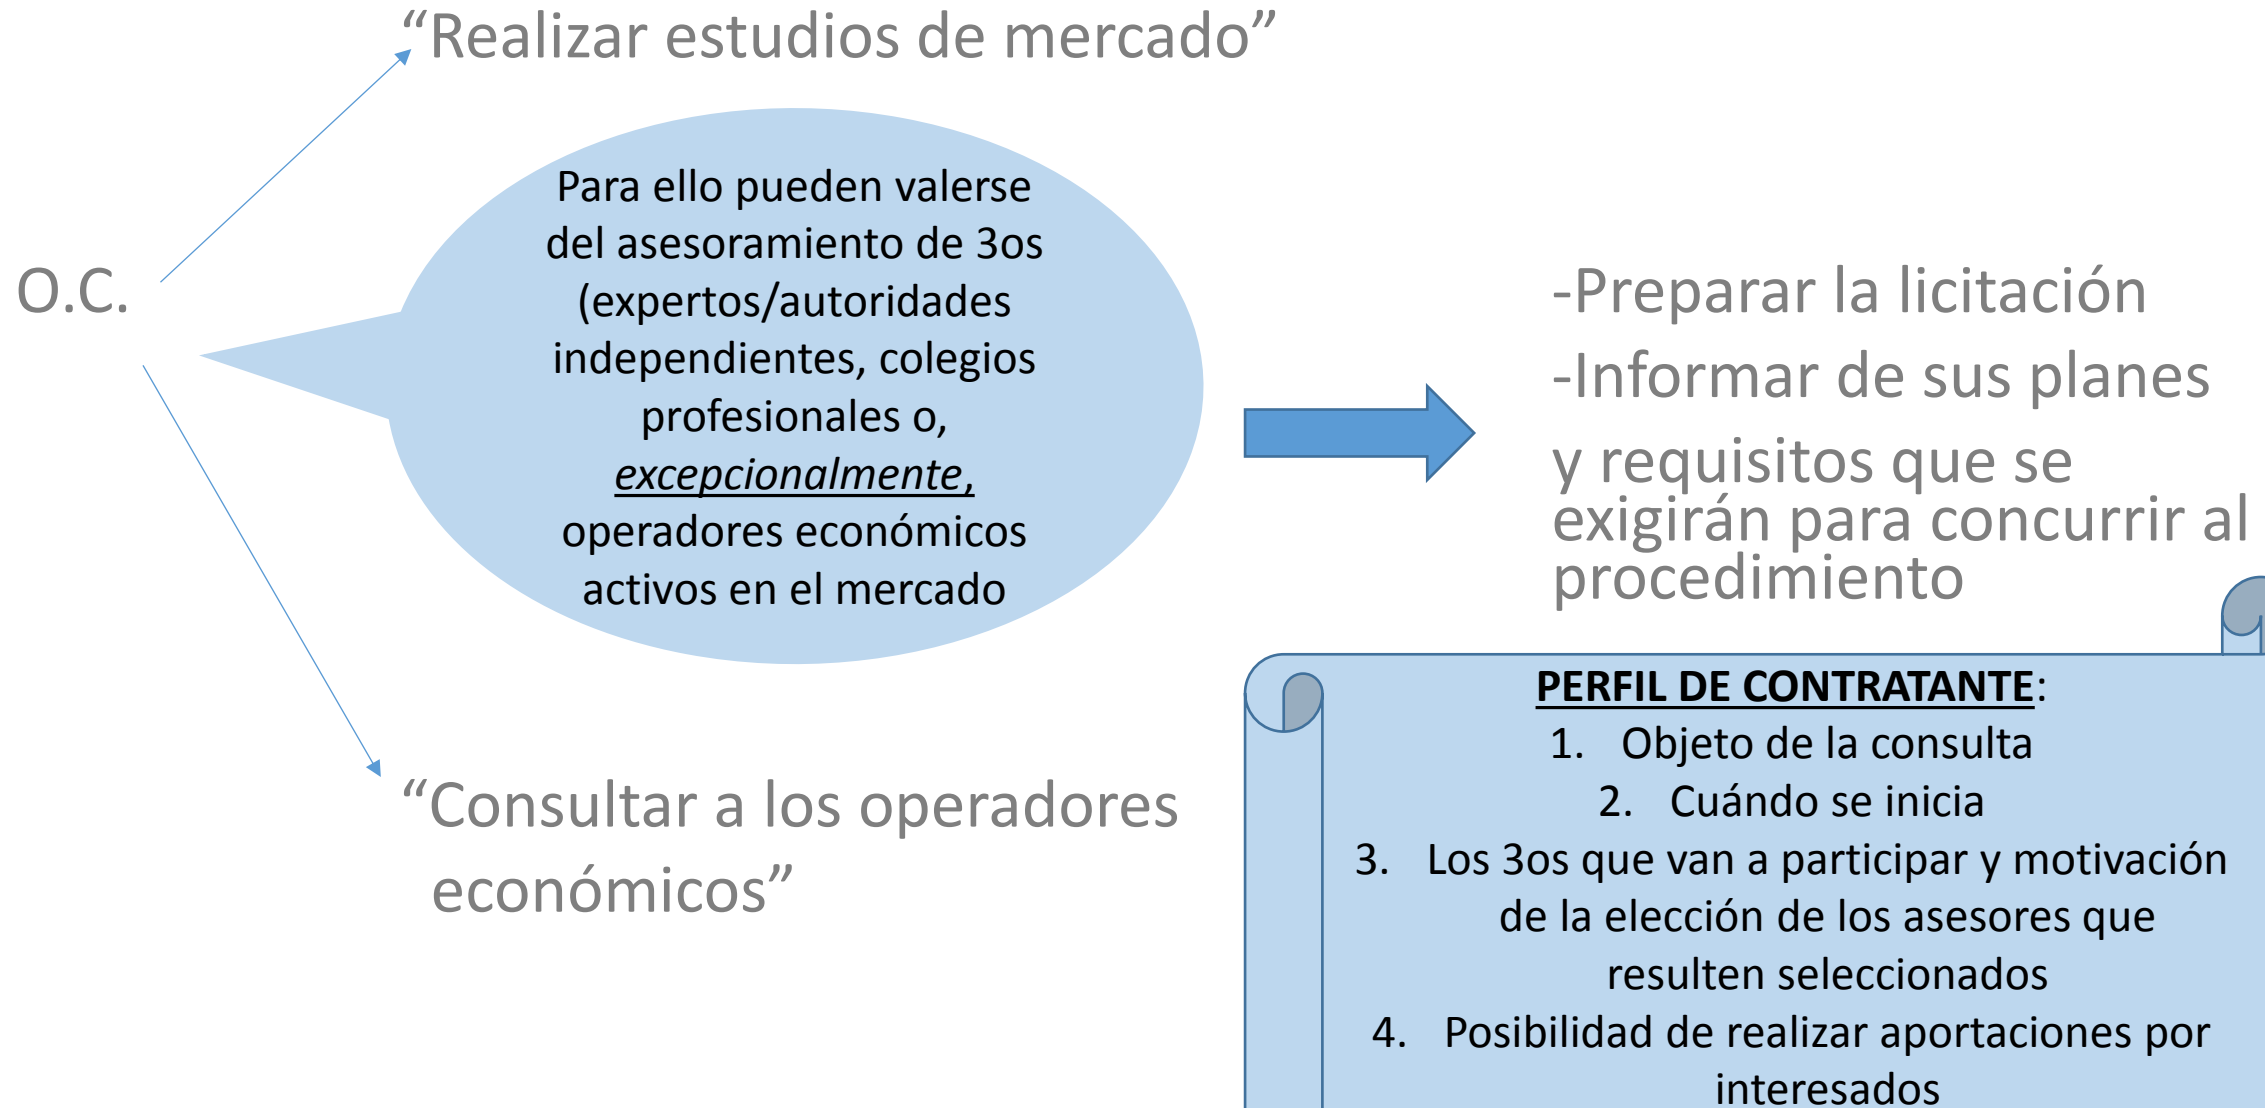 “Realizar estudios de mercado”
O.C.
Para ello pueden valerse
del asesoramiento de 3os
(expertos/autoridades
independientes, colegios
profesionales o,
excepcionalmente,
operadores económicos
activos en el mercado
“Consultar a los operadores
económicos”
-Preparar la licitación
-Informar de sus planes
y requisitos que se
exigirán para concurrir al
procedimiento
PERFIL DE CONTRATANTE:
1. Objeto de la consulta
2. Cuándo se inicia
3. Los 3os que van a participar y motivación
de la elección de los asesores que
resulten seleccionados
4. Posibilidad de realizar aportaciones por
interesados